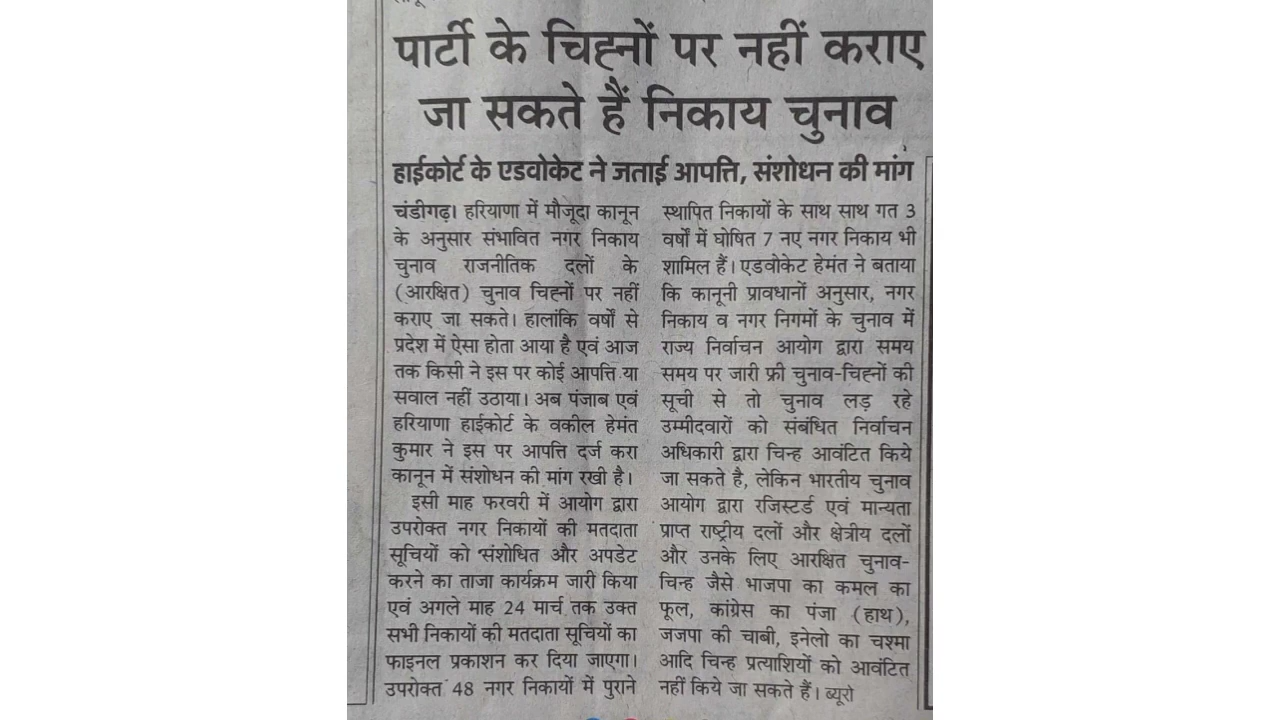 पार्टी के चिह्नों पर नहीं कराए
जा सकते हैं निकाय चुनाव
हाईकोर्ट के एडवोकेट ने जताई आपत्ति, संशोधन की मांग
चंडीगढ़। हरियाणा में मौजूदा कानून
के अनुसार संभावित नगर निकाय
चुनाव राजनीतिक दलों के
(आरक्षित) चुनाव चिह्नों पर नहीं
कराए जा सकते। हालांकि वर्षों से
प्रदेश में ऐसा होता आया है एवं आज
तक किसी ने इस पर कोई आपत्ति या
सवाल नहीं उठाया। अब पंजाब एवं
हरियाणा हाईकोर्ट के वकील हेमंत
कुमार ने इस पर आपत्ति दर्ज करा
कानून में संशोधन की मांग रखी है।
इसी माह फरवरी में आयोग द्वारा
उपरोक्त नगर निकायों की मतदाता
सूचियों को संशोधित और अपडेट
करने का ताजा कार्यक्रम जारी किया
एवं अगले माह 24 मार्च तक उक्त
सभी निकायों की मतदाता सूचियों का
फाइनल प्रकाशन कर दिया जाएगा।
उपरोक्त 48 नगर निकायों में पुराने
स्थापित निकायों के साथ साथ गत 3
वर्षों में घोषित 7 नए नगर निकाय भी
शामिल हैं। एडवोकेट हेमंत ने बताया
कि कानूनी प्रावधानों अनुसार, नगर
निकाय व नगर निगमों के चुनाव में
राज्य निर्वाचन आयोग द्वारा समय
समय पर जारी फ्री चुनाव-चिह्नों की
सूची से तो चुनाव लड़ रहे
उम्मीदवारों को संबंधित निर्वाचन
अधिकारी द्वारा चिन्ह आवंटित किये
जा सकते है, लेकिन भारतीय चुनाव
आयोग द्वारा रजिस्टर्ड एवं मान्यता
प्राप्त राष्ट्रीय दलों और क्षेत्रीय दलों
और उनके लिए आरक्षित चुनाव-
चिन्ह जैसे भाजपा का कमल का
फूल, कांग्रेस का पंजा (हाथ),
जजपा की चाबी, इनेलो का चश्मा
आदि चिन्ह प्रत्याशियों को आवंटित
नहीं किये जा सकते हैं। ब्यूरो